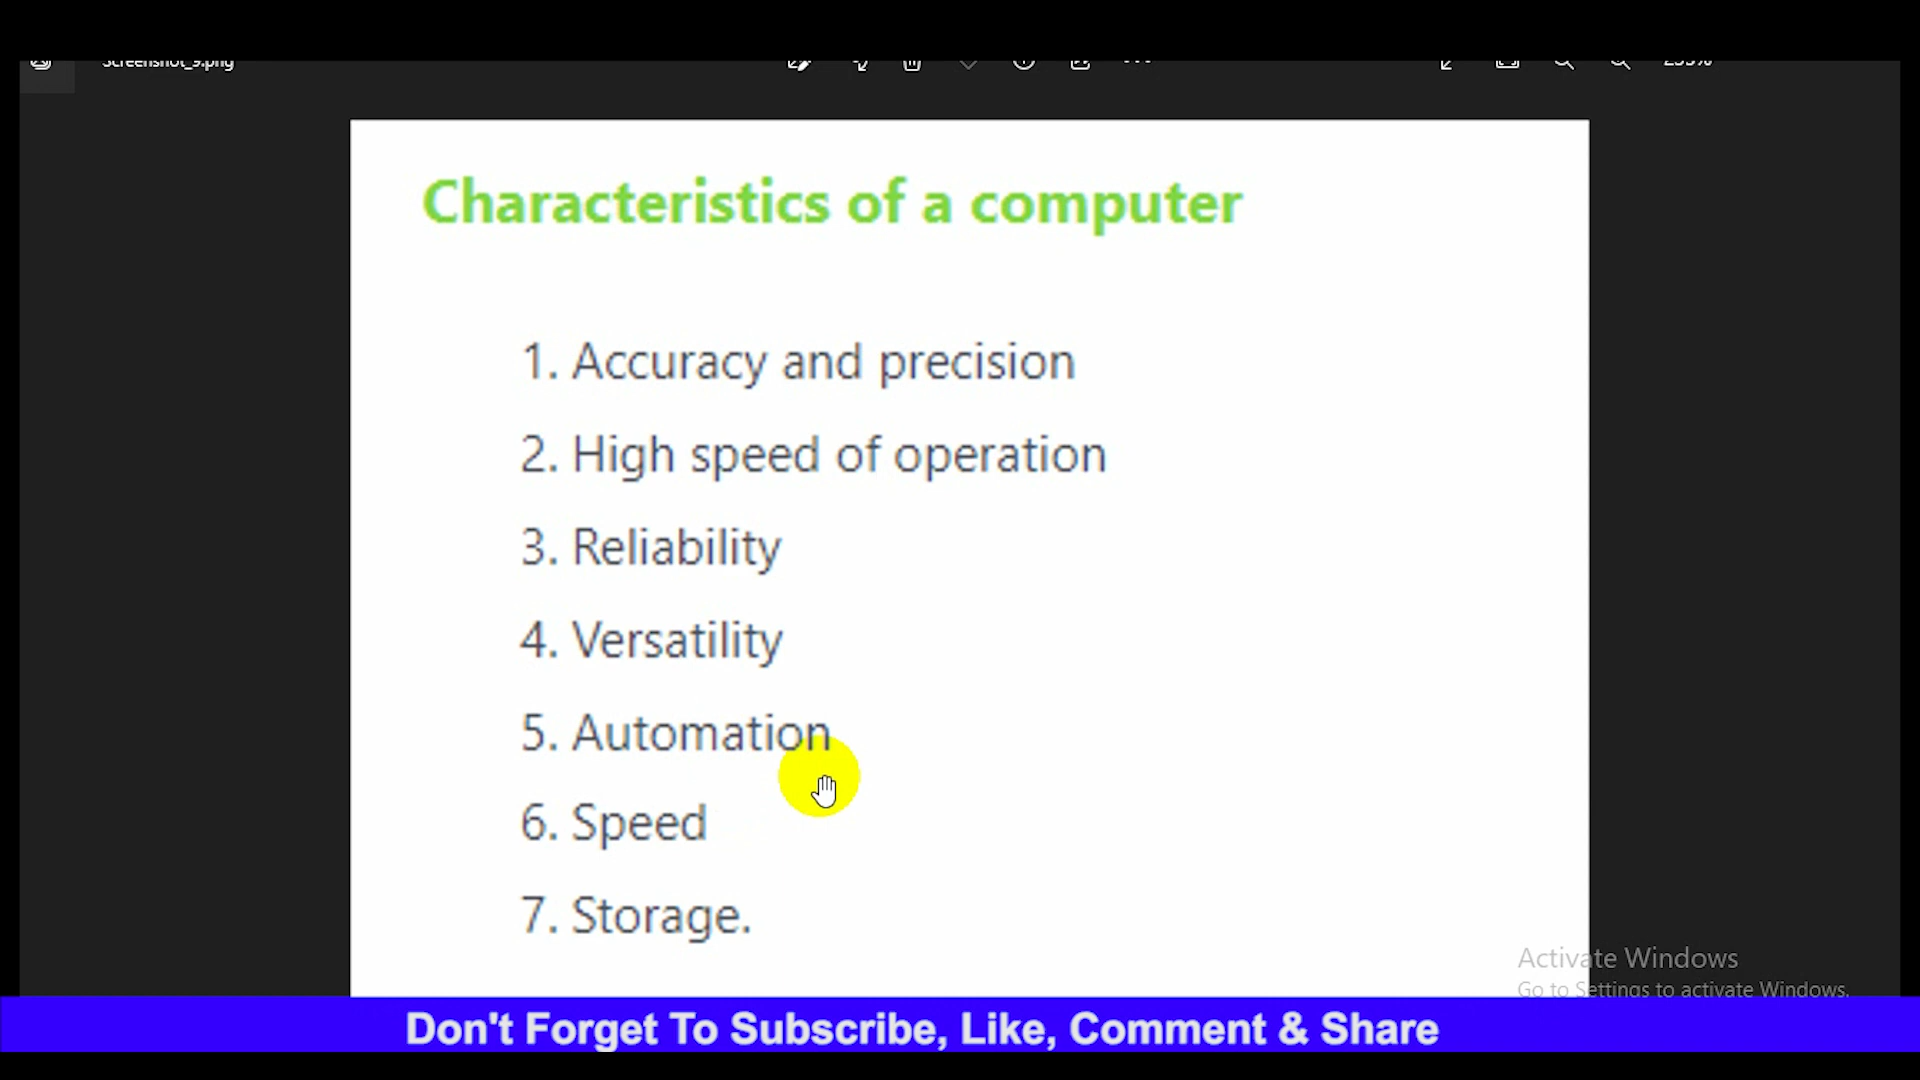 Screenshot_9.png
Characteristics of a computer
1. Accuracy and precision
2. High speed of operation
3. Reliability
4. Versatility
5. Automation
6. Speed
7. Storage.
Activate Windows
Go to Settings to activate Windows.
Don't Forget To Subscribe, Like, Comment & Share